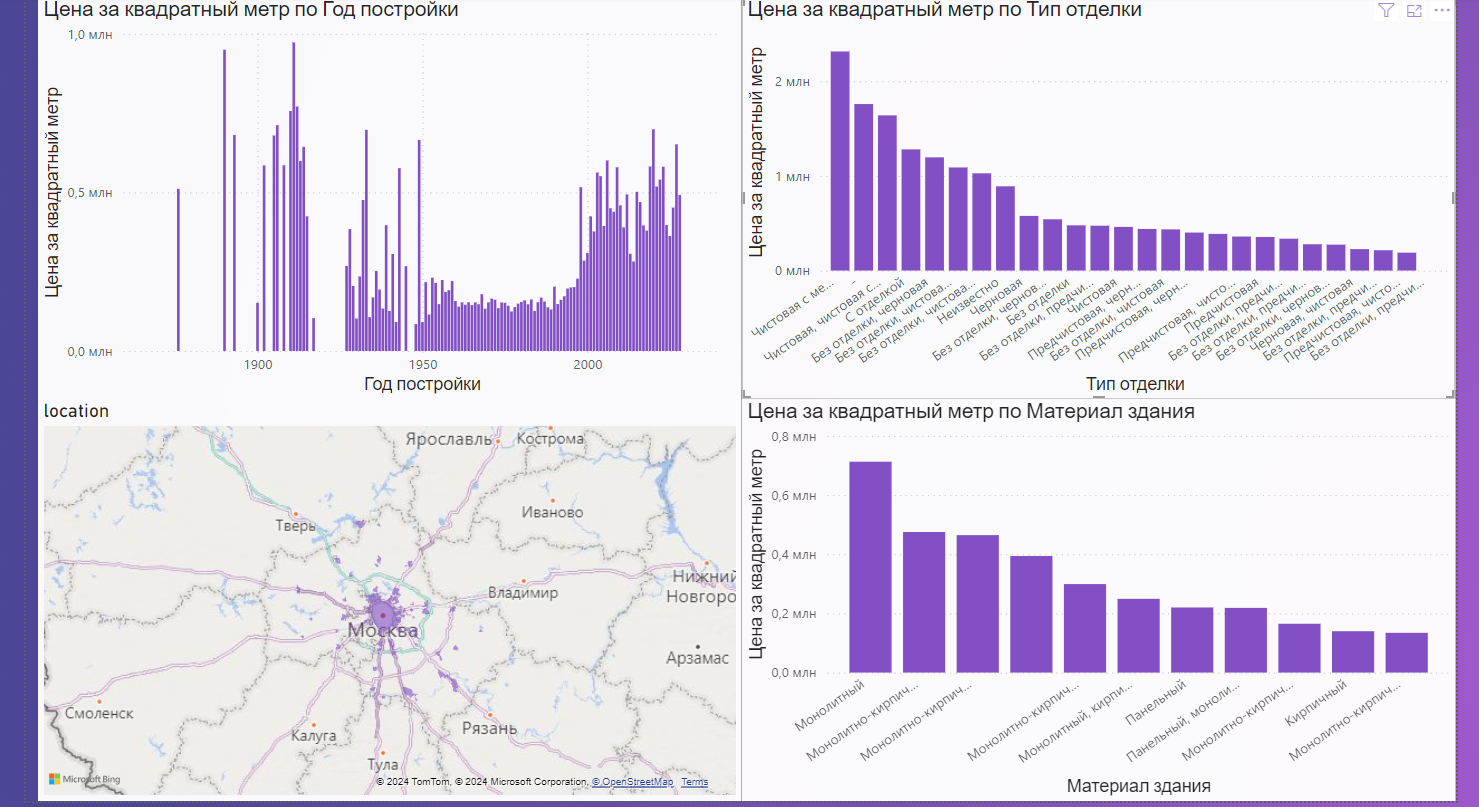 Цена за квадратный метр по Год постройки
Цена за квадратный метр
1,0 млн
0,5 млн
0,0 млн
1900
1950
2000
Год постройки
Цена за квадратный метр по Тип отделки
Цена за квадратный метр
2 млн
1 млн
0 млн
Чистовая с ме...
-
Чистовая, чистовая с...
С отделкой
Без отделки, черновая
Без отделки, чистова...
Без отделки, чистова...
Неизвестно
Черновая
Без отделки, чернов...
Без отделки
Без отделки, предчи...
Чистовая
Предчистовая, черн...
Без отделки, чистовая
Предчистовая, черн...
Предчистовая, чисто...
Предчистовая
Без отделки, предчи...
Без отделки, предчи...
Без отделки, чернов...
Черновая, чистовая
Без отделки, предчи...
Предчистовая, чисто...
Без отделки, предчи...
Тип отделки
location
Ярославль
Кострома
Тверь
Иваново
Владимир
Нижний
Новгоро
Москва
Арзамас
Смоленск
Калуга
Рязань
Тула
Microsoft Bing
© 2024 TomTom, © 2024 Microsoft Corporation, © OpenStreetMap Terms
Цена за квадратный метр по Материал здания
Цена за квадратный метр
0,8 млн
0,6 млн
0,4 млн
0,2 млн
0,0 млн
Монолитный
Монолитно-кирпич...
Монолитно-кирпич...
Монолитно-кирпич...
Монолитный, кирпи...
Панельный
Панельный, моноли...
Монолитно-кирпич...
Кирпичный
Монолитно-кирпич...
Материал здания